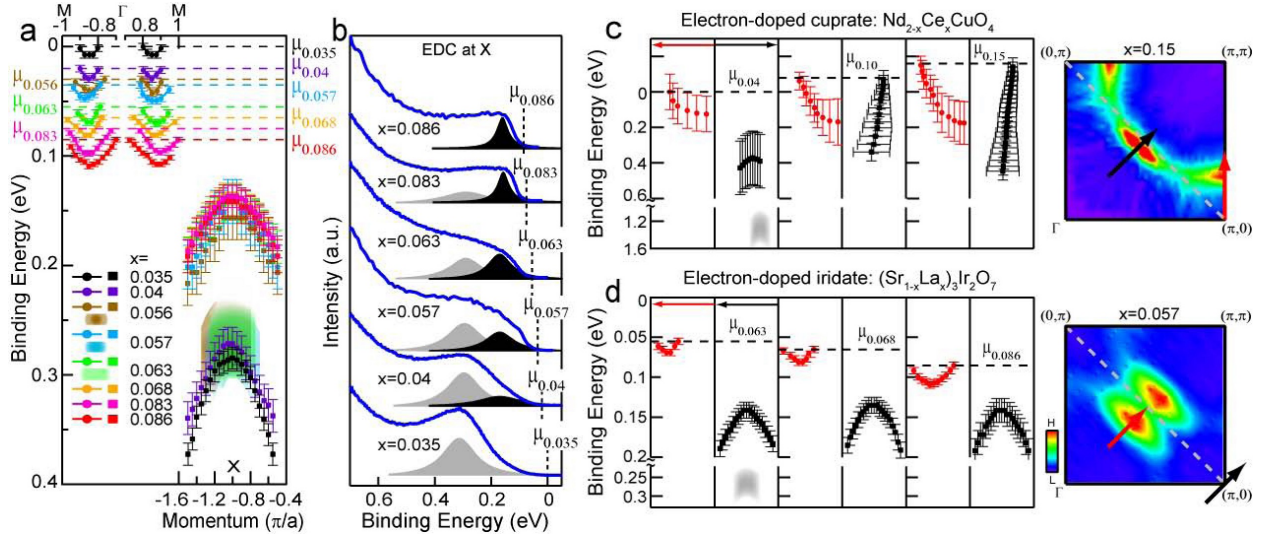 M Γ M
-1 -0.8 0.8 1
a
0
μ0.035
μ0.04
μ0.056
μ0.057
μ0.063
μ0.068
μ0.083
μ0.086
0.1
0.2
0.3
0.4
Binding Energy (eV)
x=
0.035
0.04
0.056
0.057
0.063
0.068
0.083
0.086
X
-1.6 -1.2 -0.8 -0.4
Momentum (π/a)
b
EDC at X
μ0.086
x=0.086
μ0.083
x=0.083
μ0.063
x=0.063
μ0.057
x=0.057
μ0.04
x=0.04
μ0.035
x=0.035
Intensity (a.u.)
0.6 0.4 0.2 0
Binding Energy (eV)
c
Electron-doped cuprate: Nd2-xCexCuO4
μ0.04
μ0.10
μ0.15
0
0.2
0.4
0.6
1.2
1.6
Binding Energy (eV)
x=0.15
(0,π) (π,π)
Γ (π,0)
d
Electron-doped iridate: (Sr1-xLax)3Ir2O7
μ0.063
μ0.068
μ0.086
0
0.05
0.1
0.15
0.2
0.25
0.3
Binding Energy (eV)
x=0.057
(0,π) (π,π)
H
L
Γ (π,0)